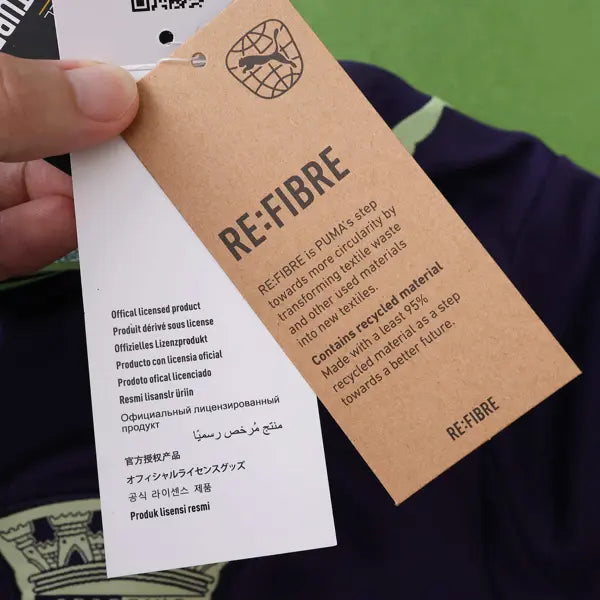 RE:FIBRE
RE:FIBRE is PUMA's step
towards more circularity by
transforming textile waste
and other used materials
into new textiles.
Contains recycled material
Made with a least 95%
recycled material as a step
towards a better future.
RE:FIBRE
Offical licensed product
Produit dérivé sous license
Offizielles Lizenzprodukt
Producto con licensia oficial
Prodoto ofical licenciado
Resmi lisanslr üriin
Официальный лицензированный
продукт
منتج مُرخص رسميًا
官方授权产品
オフィシャルライセンスグッズ
공식 라이센스 제품
Produk lisensi resmi